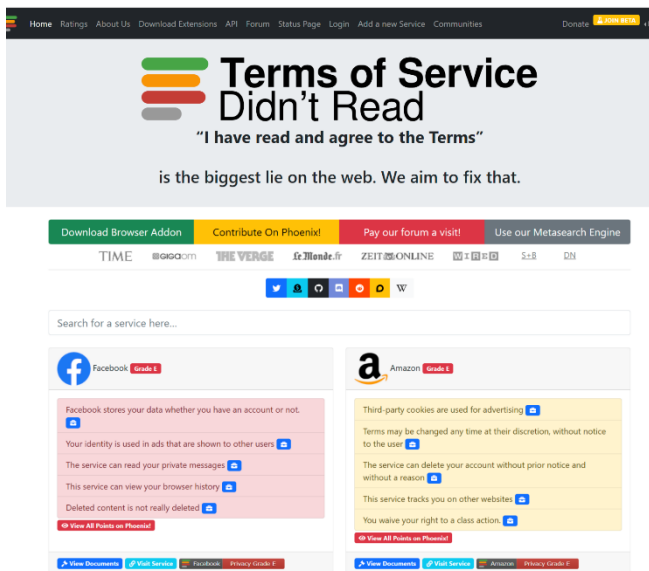 Home Ratings About Us Download Extensions API Forum Status Page Login Add a new Service Communities Donate JOIN BETA
Terms of Service
Didn't Read
“I have read and agree to the Terms”
is the biggest lie on the web. We aim to fix that.
Download Browser Addon Contribute On Phoenix! Pay our forum a visit! Use our Metasearch Engine
TIME GIGAOM THE VERGE Le Monde.fr ZEIT ONLINE WIRED S+B DN
W
Search for a service here...
Facebook Grade E
Facebook stores your data whether you have an account or not.
Your identity is used in ads that are shown to other users
The service can read your private messages
This service can view your browser history
Deleted content is not really deleted
View All Points on Phoenix!
View Documents Visit Service Facebook Privacy Grade E
a Amazon Grade E
Third-party cookies are used for advertising
Terms may be changed any time at their discretion, without notice
to the user
The service can delete your account without prior notice and
without a reason
This service tracks you on other websites
You waive your right to a class action.
View All Points on Phoenix!
View Documents Visit Service Amazon Privacy Grade E